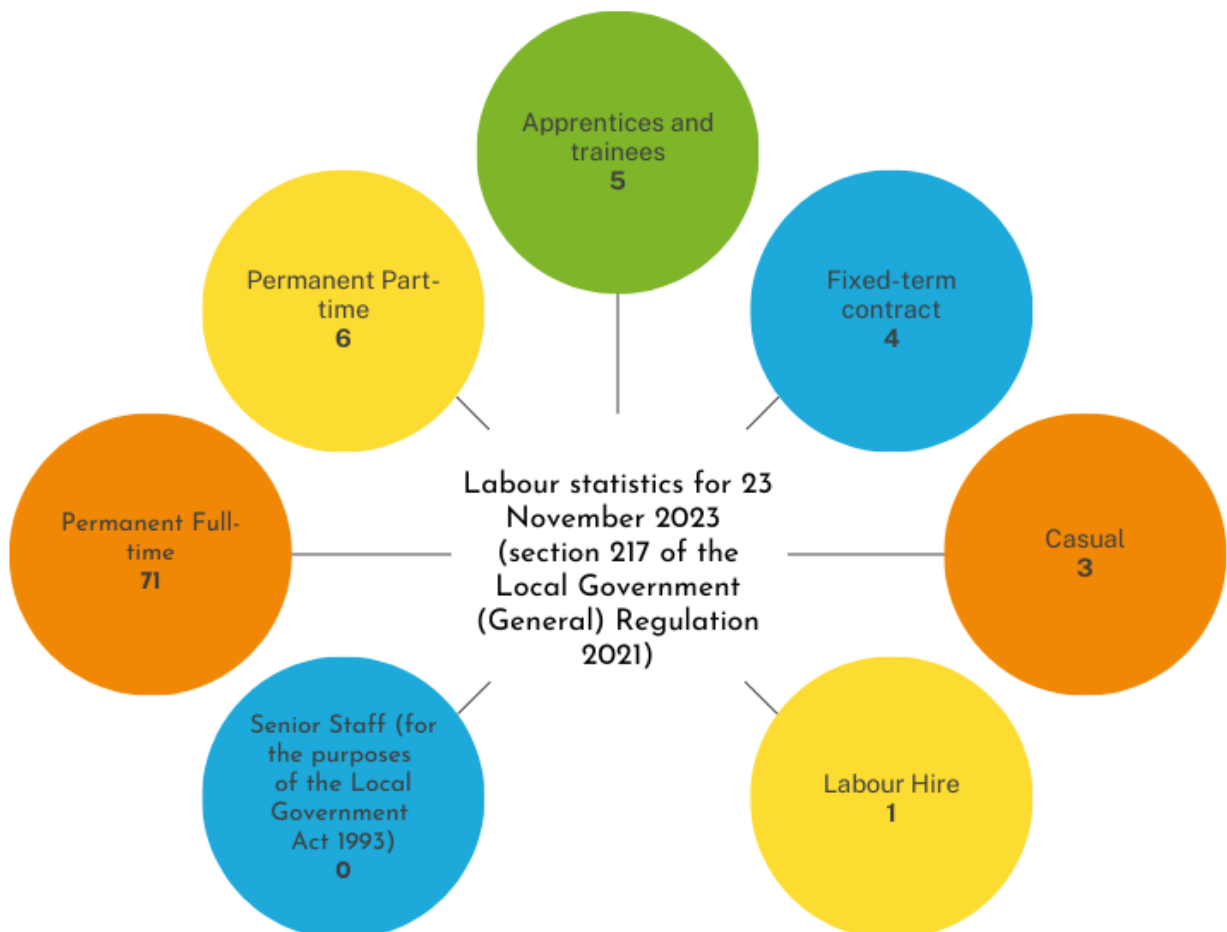 Apprentices and
trainees
5
Permanent Part-
time
6
Fixed-term
contract
4
Permanent Full-
time
71
Labour statistics for 23
November 2023
(section 217 of the
Local Government
(General) Regulation
2021)
Casual
3
Senior Staff (for
the purposes
of the Local
Government
Act 1993)
0
Labour Hire
1